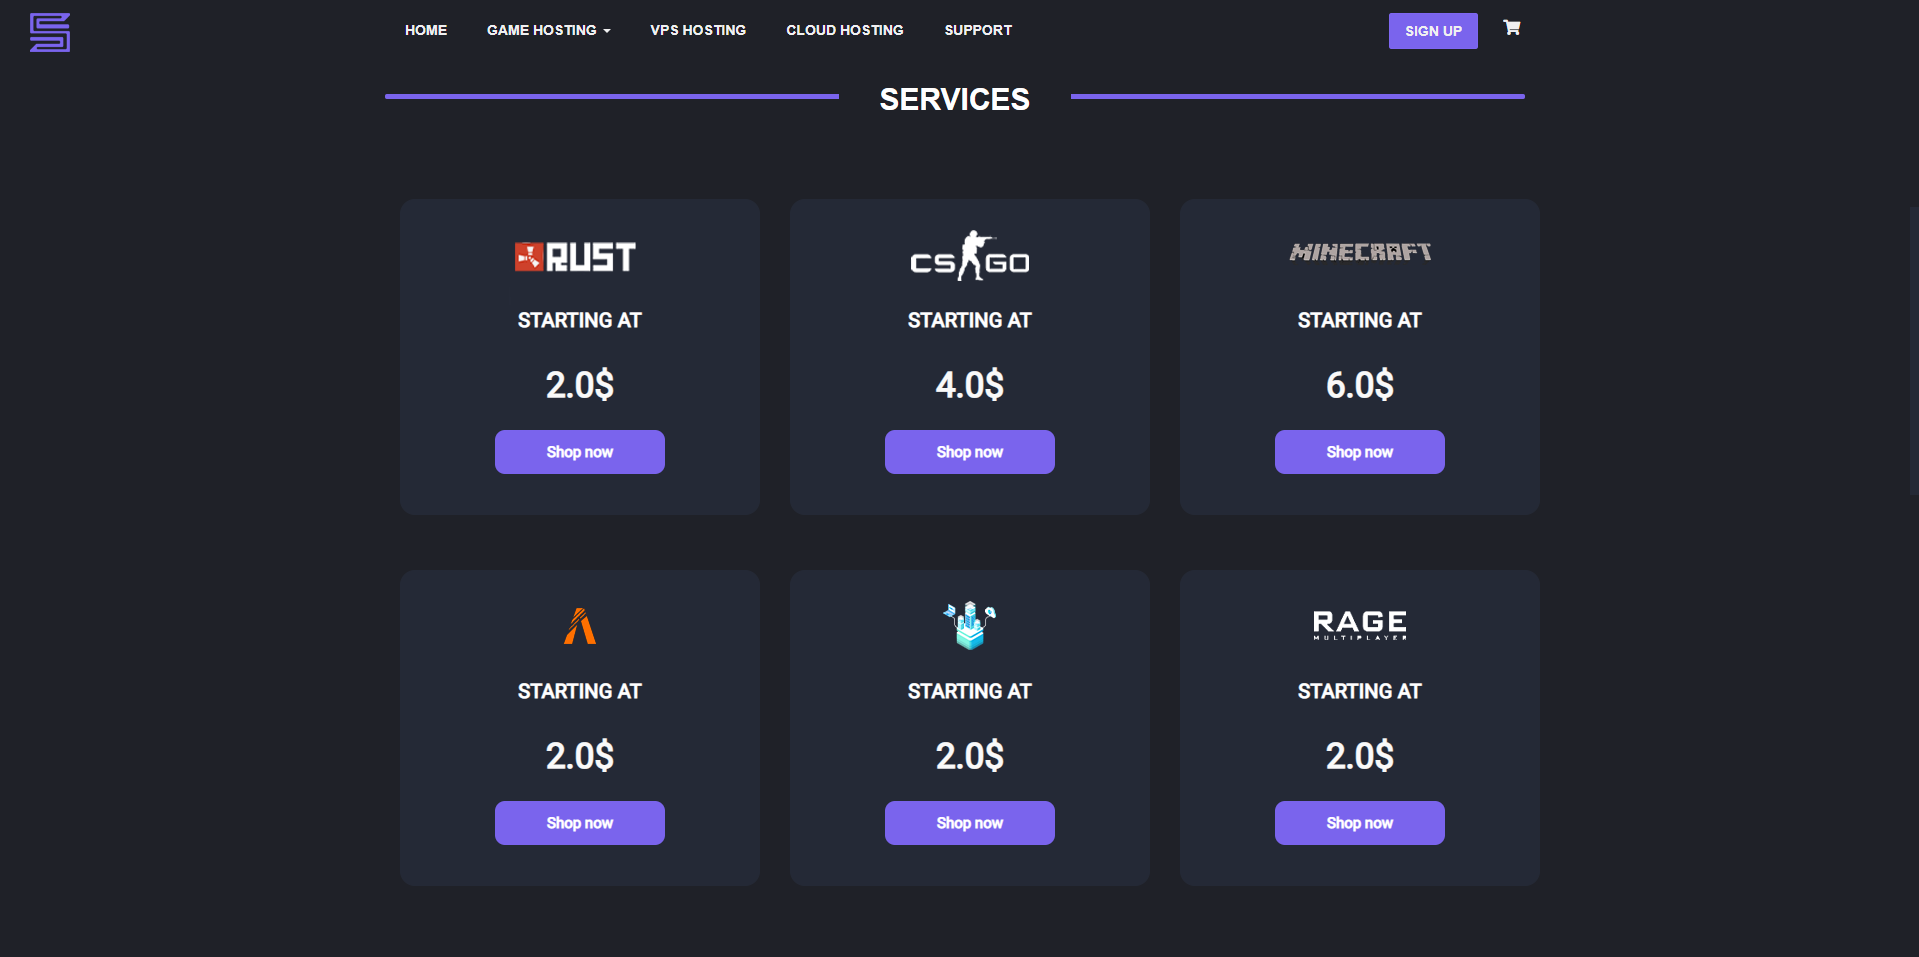 HOME GAME HOSTING VPS HOSTING CLOUD HOSTING SUPPORT SIGN UP
SERVICES
RUST
CS GO
MINECRAFT
STARTING AT
STARTING AT
STARTING AT
2.0$
4.0$
6.0$
Shop now
Shop now
Shop now
RAGE
MULTIPLAYER
STARTING AT
STARTING AT
STARTING AT
2.0$
2.0$
2.0$
Shop now
Shop now
Shop now